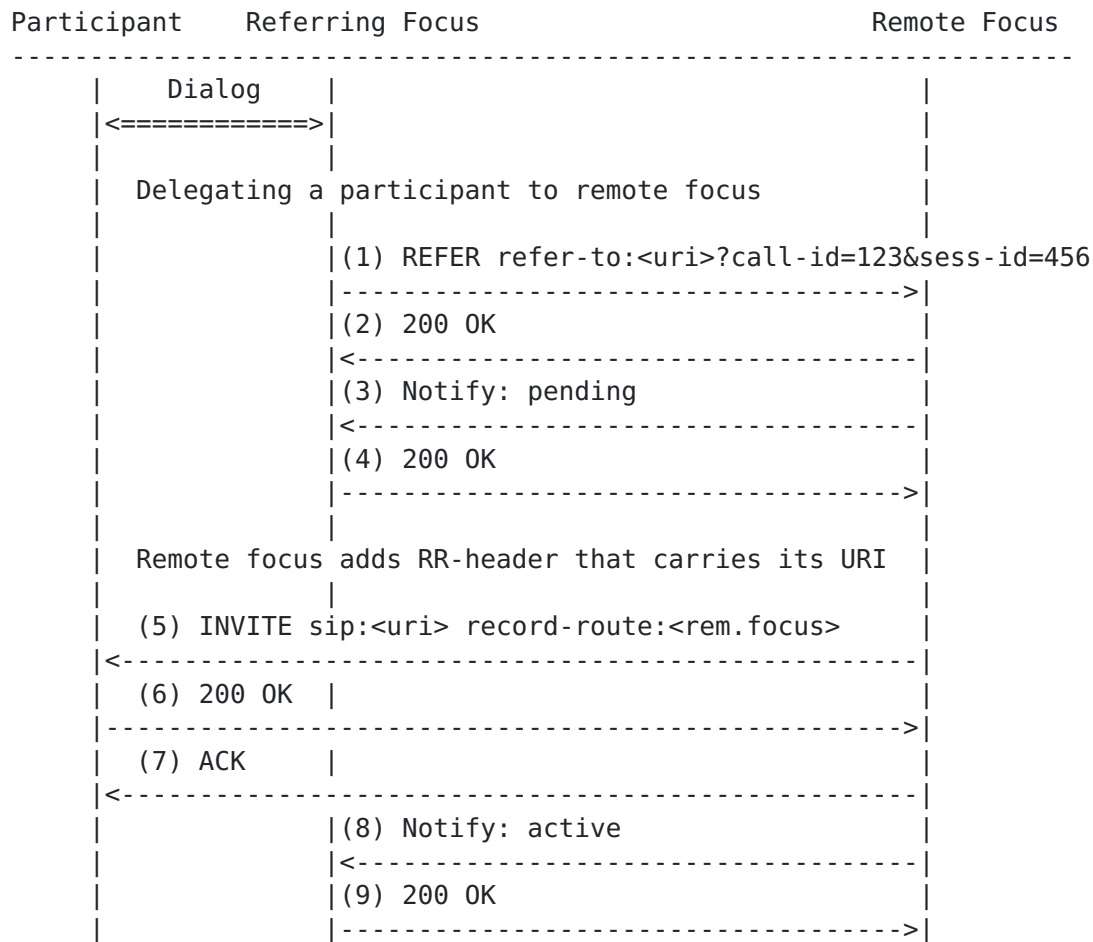 Participant    Referring Focus                         Remote Focus
--------------------------------------------------------------------
     |    Dialog    |                                      |
     |<============>|                                      |
     |              |                                      |
     |  Delegating a participant to remote focus           |
     |              |                                      |
     |              |(1) REFER refer-to:<uri>?call-id=123&sess-id=456
     |              |------------------------------------>|
     |              |(2) 200 OK                            |
     |              |<-------------------------------------|
     |              |(3) Notify: pending                   |
     |              |<-------------------------------------|
     |              |(4) 200 OK                            |
     |              |------------------------------------>|
     |              |                                      |
     |  Remote focus adds RR-header that carries its URI   |
     |              |                                      |
     |  (5) INVITE sip:<uri> record-route:<rem.focus>      |
     |<----------------------------------------------------|
     |  (6) 200 OK  |                                      |
     |--------------------------------------------------->|
     |  (7) ACK     |                                      |
     |<----------------------------------------------------|
     |              |(8) Notify: active                    |
     |              |<-------------------------------------|
     |              |(9) 200 OK                            |
     |              |------------------------------------>|